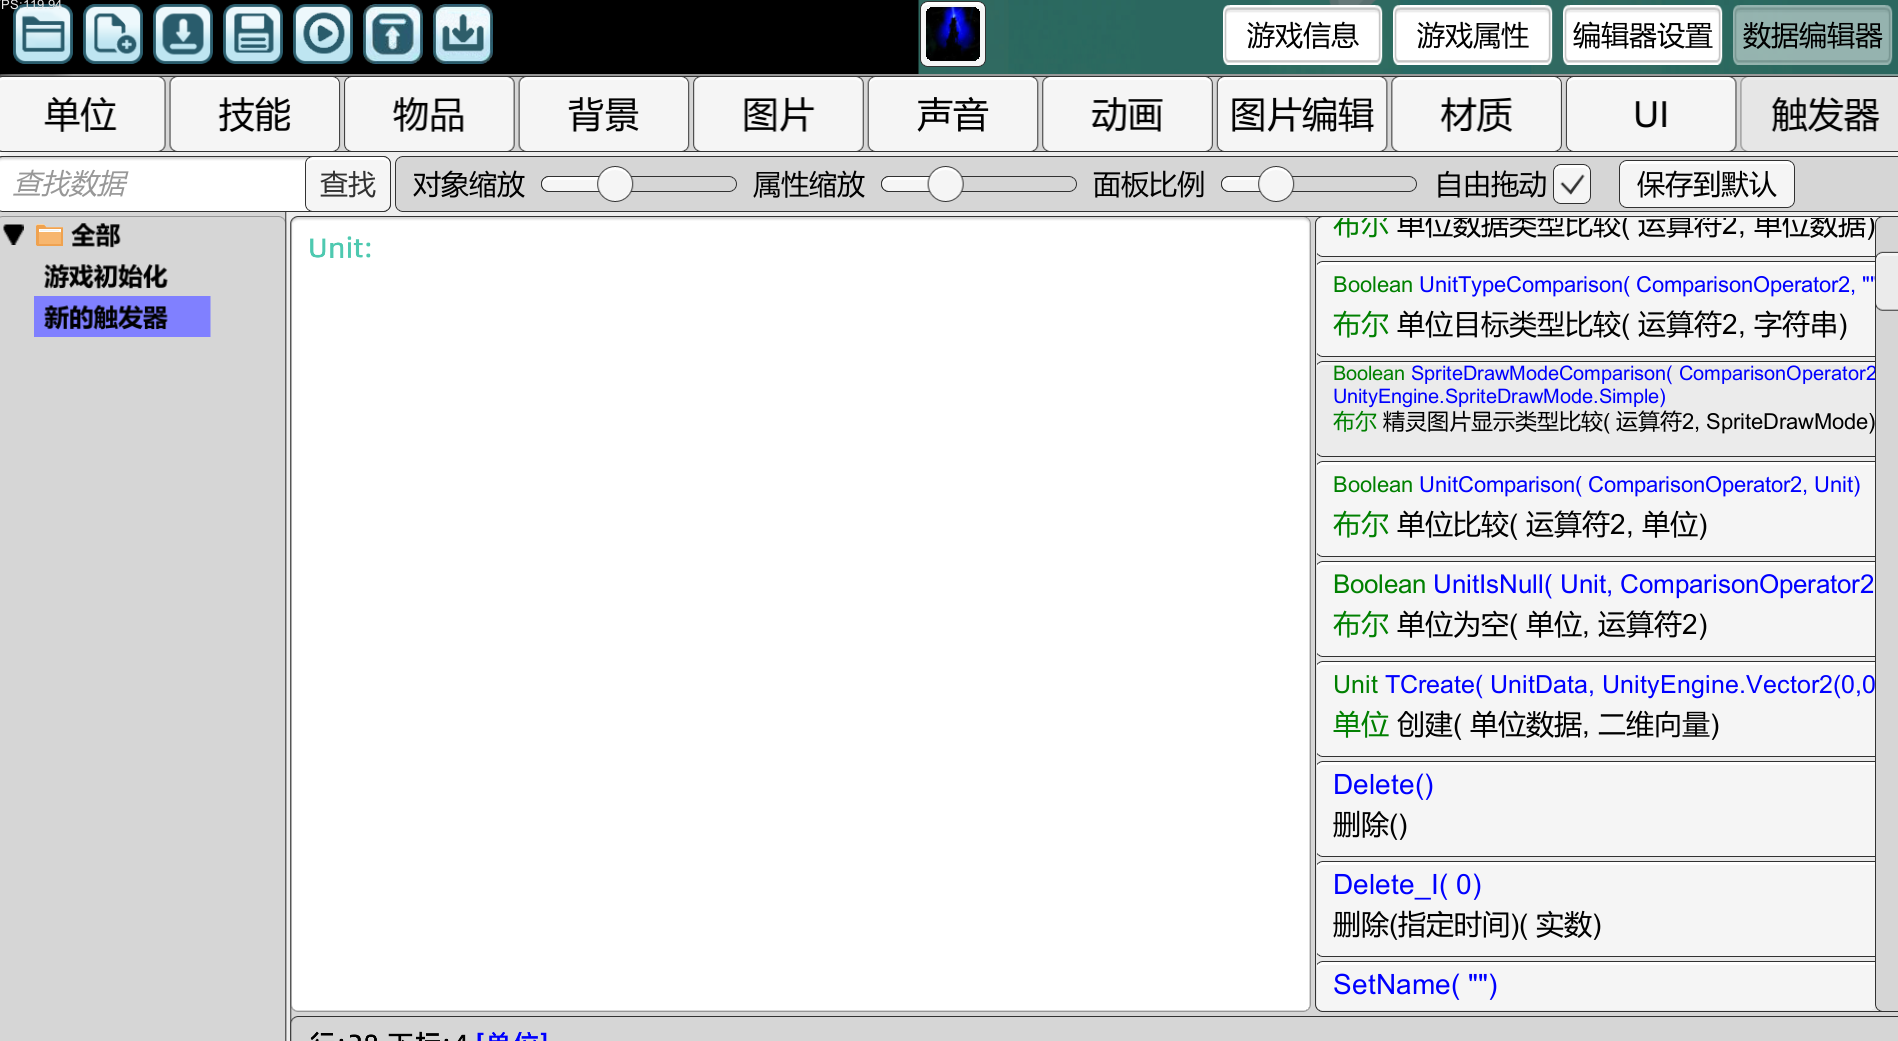 PS:119.94
游戏信息
游戏属性
编辑器设置
数据编辑器
单位
技能
物品
背景
图片
声音
动画
图片编辑
材质
UI
触发器
查找数据
查找
对象缩放
属性缩放
面板比例
自由拖动
保存到默认
全部
游戏初始化
新的触发器
Unit:
布尔 单位数据类型比较( 运算符2, 单位数据)
Boolean UnitTypeComparison( ComparisonOperator2, ""
布尔 单位目标类型比较( 运算符2, 字符串)
Boolean SpriteDrawModeComparison( ComparisonOperator2
UnityEngine.SpriteDrawMode.Simple)
布尔 精灵图片显示类型比较( 运算符2, SpriteDrawMode)
Boolean UnitComparison( ComparisonOperator2, Unit)
布尔 单位比较( 运算符2, 单位)
Boolean UnitIsNull( Unit, ComparisonOperator2
布尔 单位为空( 单位, 运算符2)
Unit TCreate( UnitData, UnityEngine.Vector2(0,0
单位 创建( 单位数据, 二维向量)
Delete()
删除()
Delete_I( 0)
删除(指定时间)( 实数)
SetName( "")
行:28 下标:4 [单位]